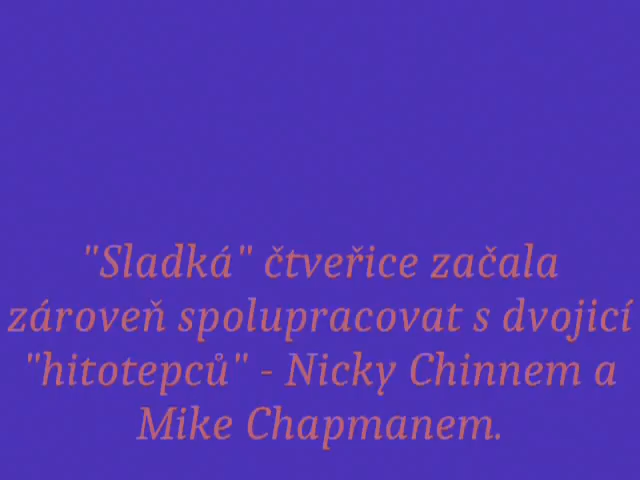 "Sladká" čtveřice začala
zároveň spolupracovat s dvojicí
"hitotepců" - Nicky Chinnem a
Mike Chapmanem.